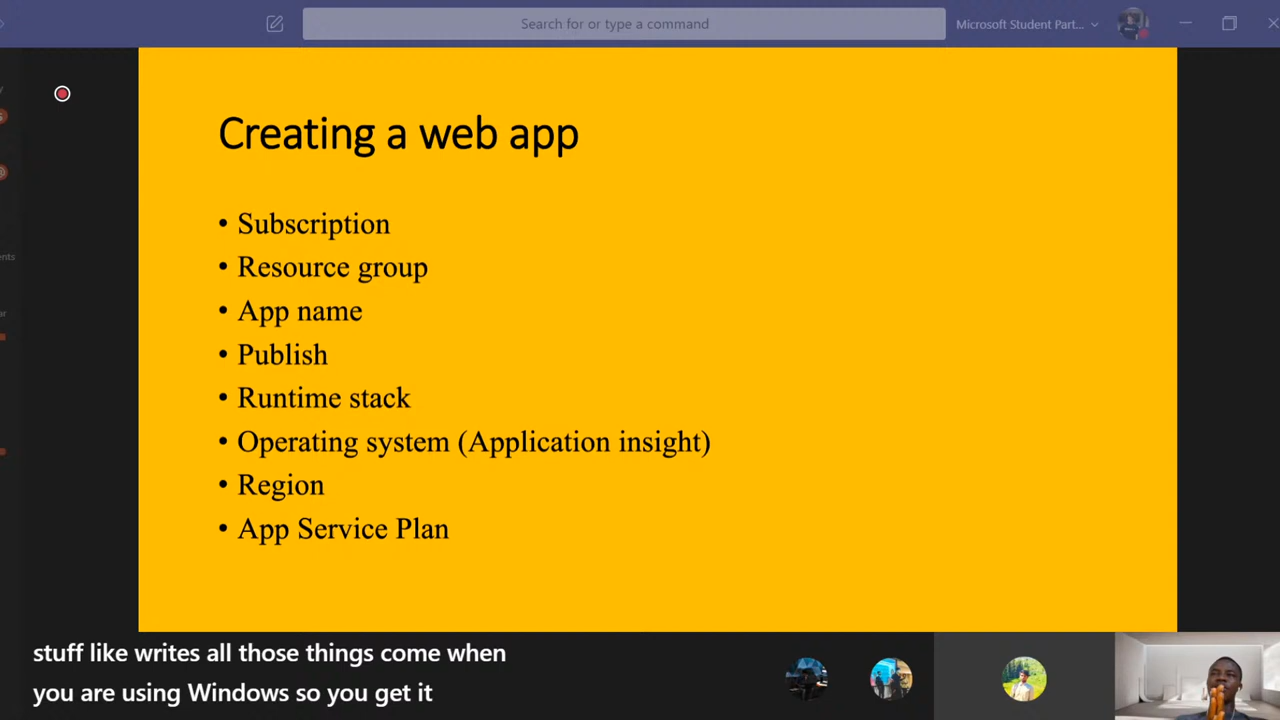 Search for or type a command
Microsoft Student Part...
Creating a web app
• Subscription
• Resource group
• App name
• Publish
• Runtime stack
• Operating system (Application insight)
• Region
• App Service Plan
stuff like writes all those things come when
you are using Windows so you get it